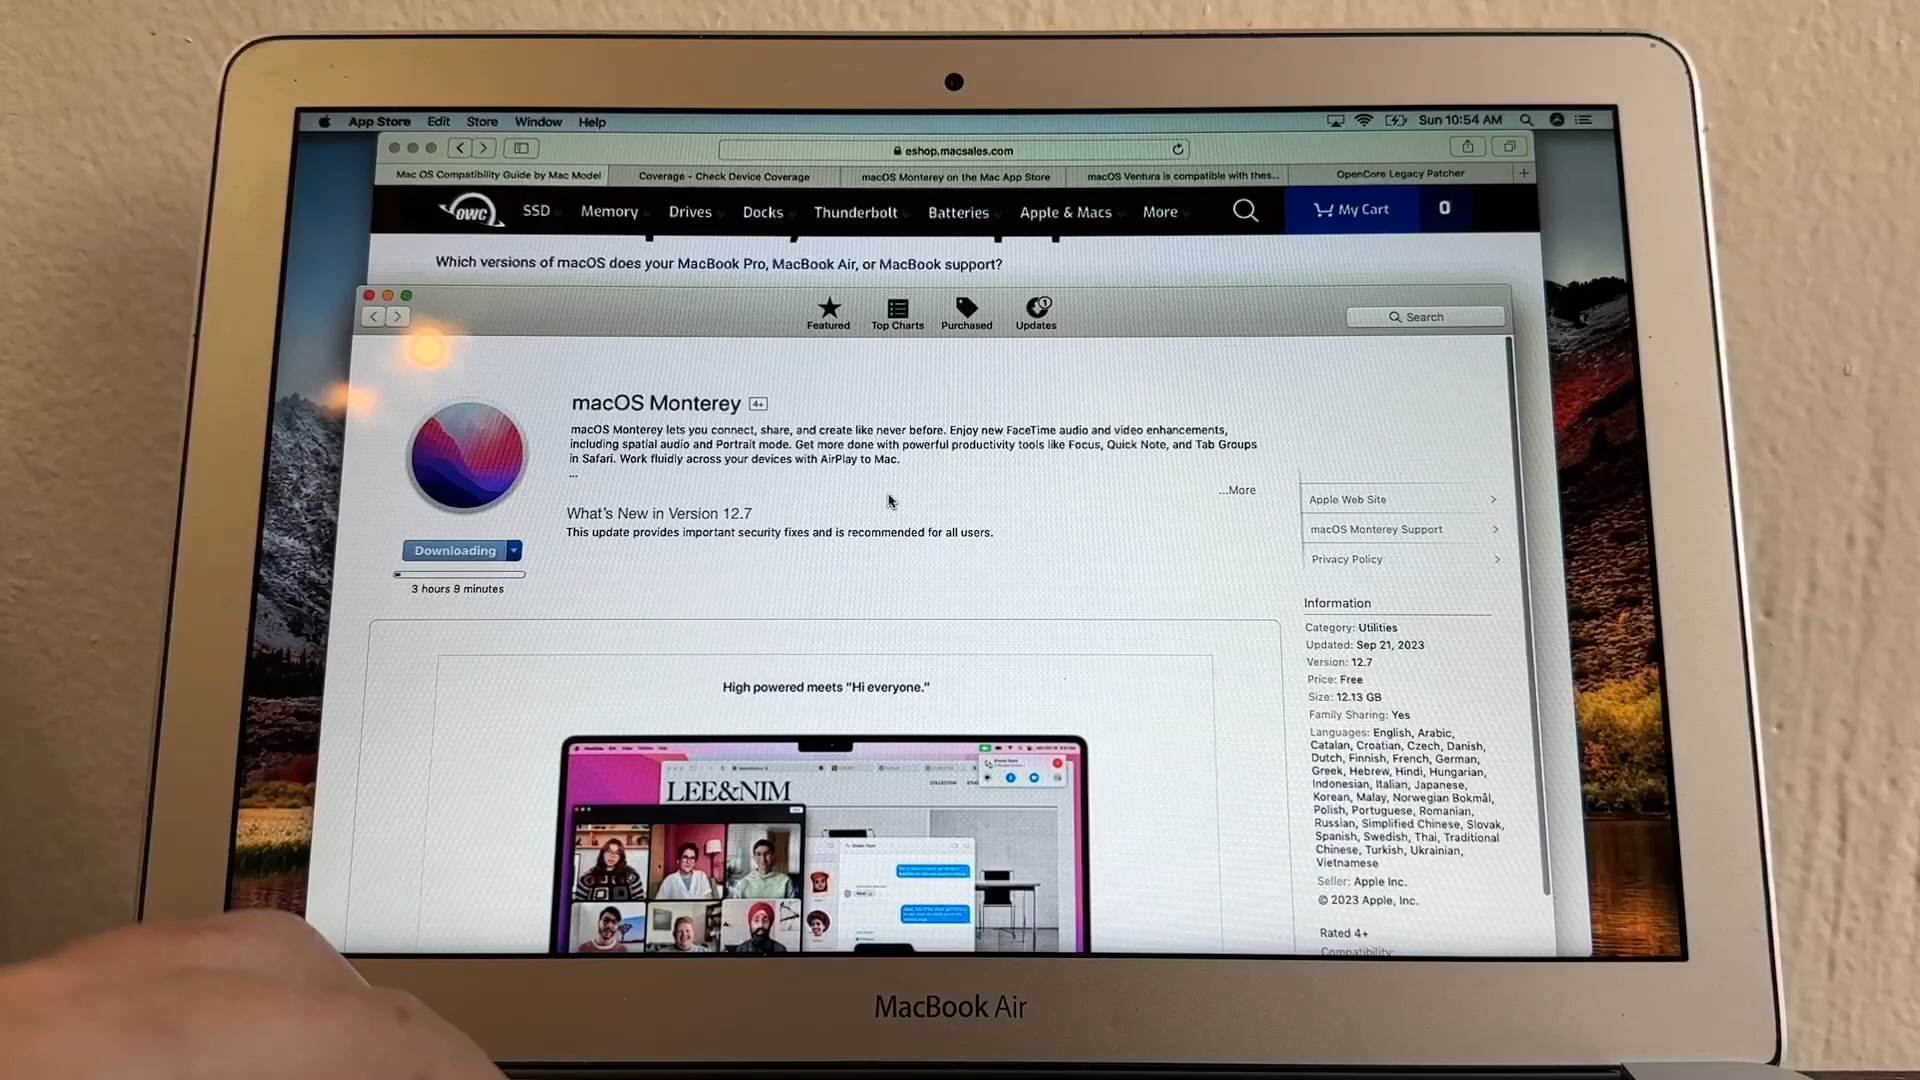 App Store Edit Store Window Help
Sun 10:54 AM
eshop.macsales.com
Mac OS Compatibility Guide by Mac Model
Coverage - Check Device Coverage
macOS Monterey on the Mac App Store
macOS Ventura is compatible with thes...
OpenCore Legacy Patcher
OWC
SSD Memory Drives Docks Thunderbolt Batteries Apple & Macs More
My Cart 0
Which versions of macOS does your MacBook Pro, MacBook Air, or MacBook support?
Featured Top Charts Purchased Updates
1
Search
macOS Monterey 4+
macOS Monterey lets you connect, share, and create like never before. Enjoy new FaceTime audio and video enhancements,
including spatial audio and Portrait mode. Get more done with powerful productivity tools like Focus, Quick Note, and Tab Groups
in Safari. Work fluidly across your devices with AirPlay to Mac.
...
...More
What's New in Version 12.7
This update provides important security fixes and is recommended for all users.
Downloading
3 hours 8 minutes
Apple Web Site
macOS Monterey Support
Privacy Policy
Information
Category: Utilities
Updated: Sep 21, 2023
Version: 12.7
Price: Free
Size: 12.13 GB
Family Sharing: Yes
Languages: English, Arabic,
Catalan, Croatian, Czech, Danish,
Dutch, Finnish, French, German,
Greek, Hebrew, Hindi, Hungarian,
Indonesian, Italian, Japanese,
Korean, Malay, Norwegian Bokmål,
Polish, Portuguese, Romanian,
Russian, Simplified Chinese, Slovak,
Spanish, Swedish, Thai, Traditional
Chinese, Turkish, Ukrainian,
Vietnamese
Seller: Apple Inc.
© 2023 Apple, Inc.
Rated 4+
Compatibility:
High powered meets “Hi everyone.”
LEE&NIM
MacBook Air